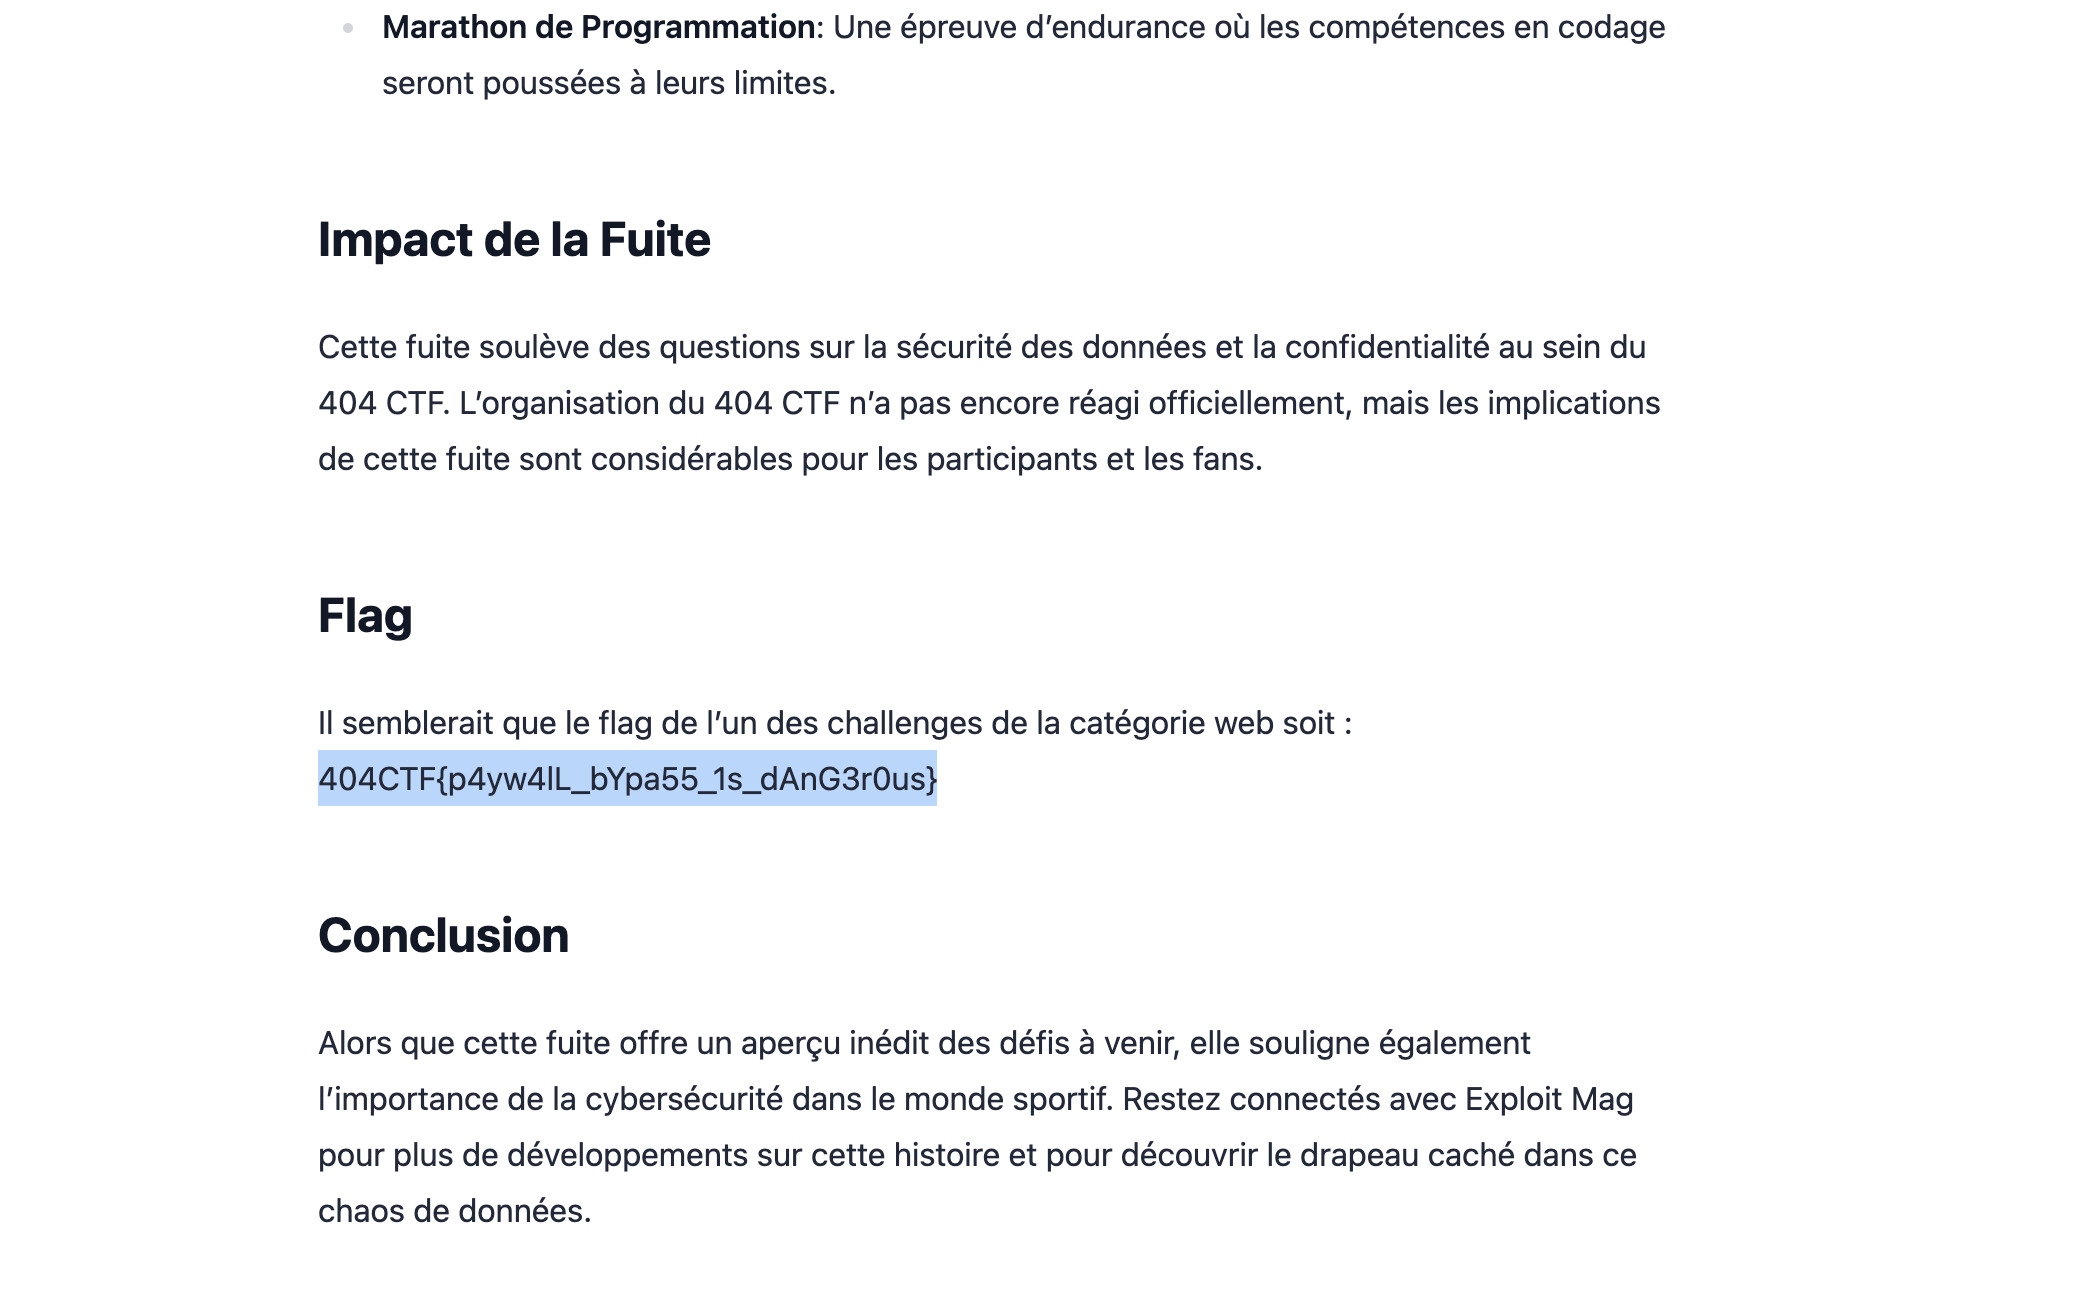 Marathon de Programmation: Une épreuve d’endurance où les compétences en codage
seront poussées à leurs limites.
Impact de la Fuite
Cette fuite soulève des questions sur la sécurité des données et la confidentialité au sein du
404 CTF. L’organisation du 404 CTF n’a pas encore réagi officiellement, mais les implications
de cette fuite sont considérables pour les participants et les fans.
Flag
Il semblerait que le flag de l’un des challenges de la catégorie web soit :
404CTF{p4yw4lL_bYpa55_1s_dAnG3r0us}
Conclusion
Alors que cette fuite offre un aperçu inédit des défis à venir, elle souligne également
l’importance de la cybersécurité dans le monde sportif. Restez connectés avec Exploit Mag
pour plus de développements sur cette histoire et pour découvrir le drapeau caché dans ce
chaos de données.